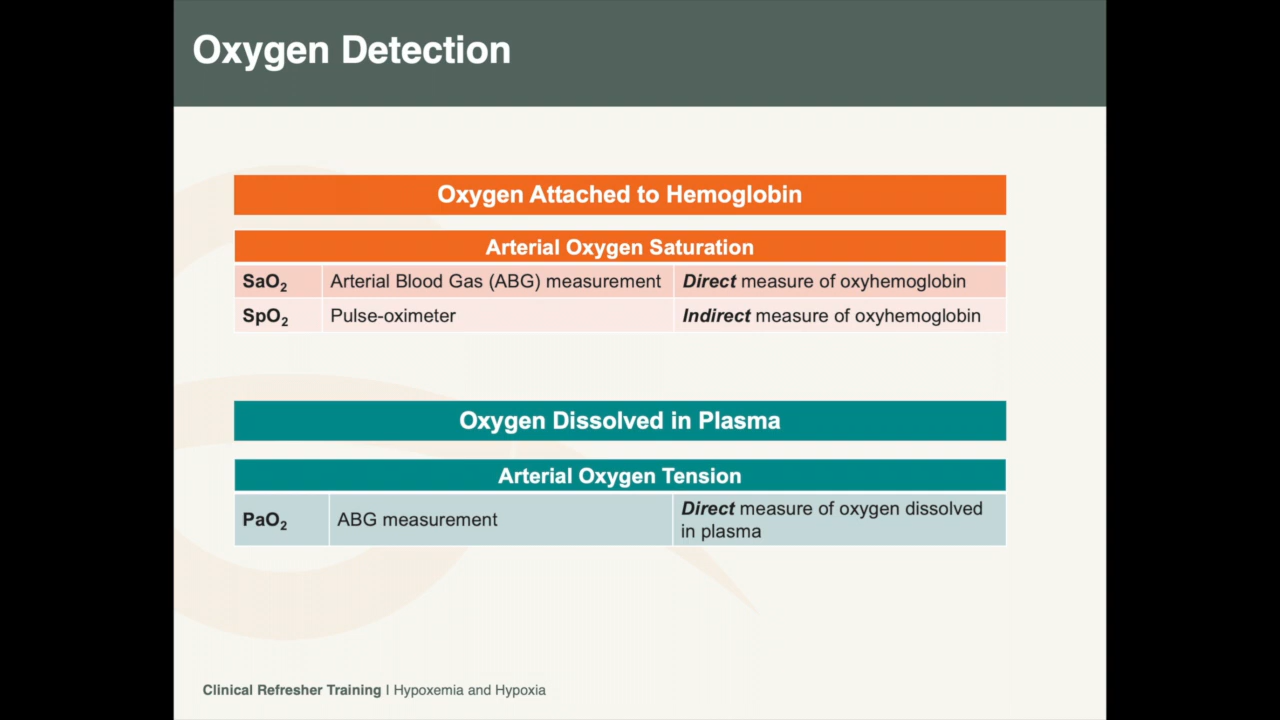 Oxygen Detection
Oxygen Attached to Hemoglobin
Arterial Oxygen Saturation
SaO₂ Arterial Blood Gas (ABG) measurement Direct measure of oxyhemoglobin
SpO₂ Pulse-oximeter Indirect measure of oxyhemoglobin
Oxygen Dissolved in Plasma
Arterial Oxygen Tension
PaO₂ ABG measurement Direct measure of oxygen dissolved
in plasma
Clinical Refresher Training I Hypoxemia and Hypoxia